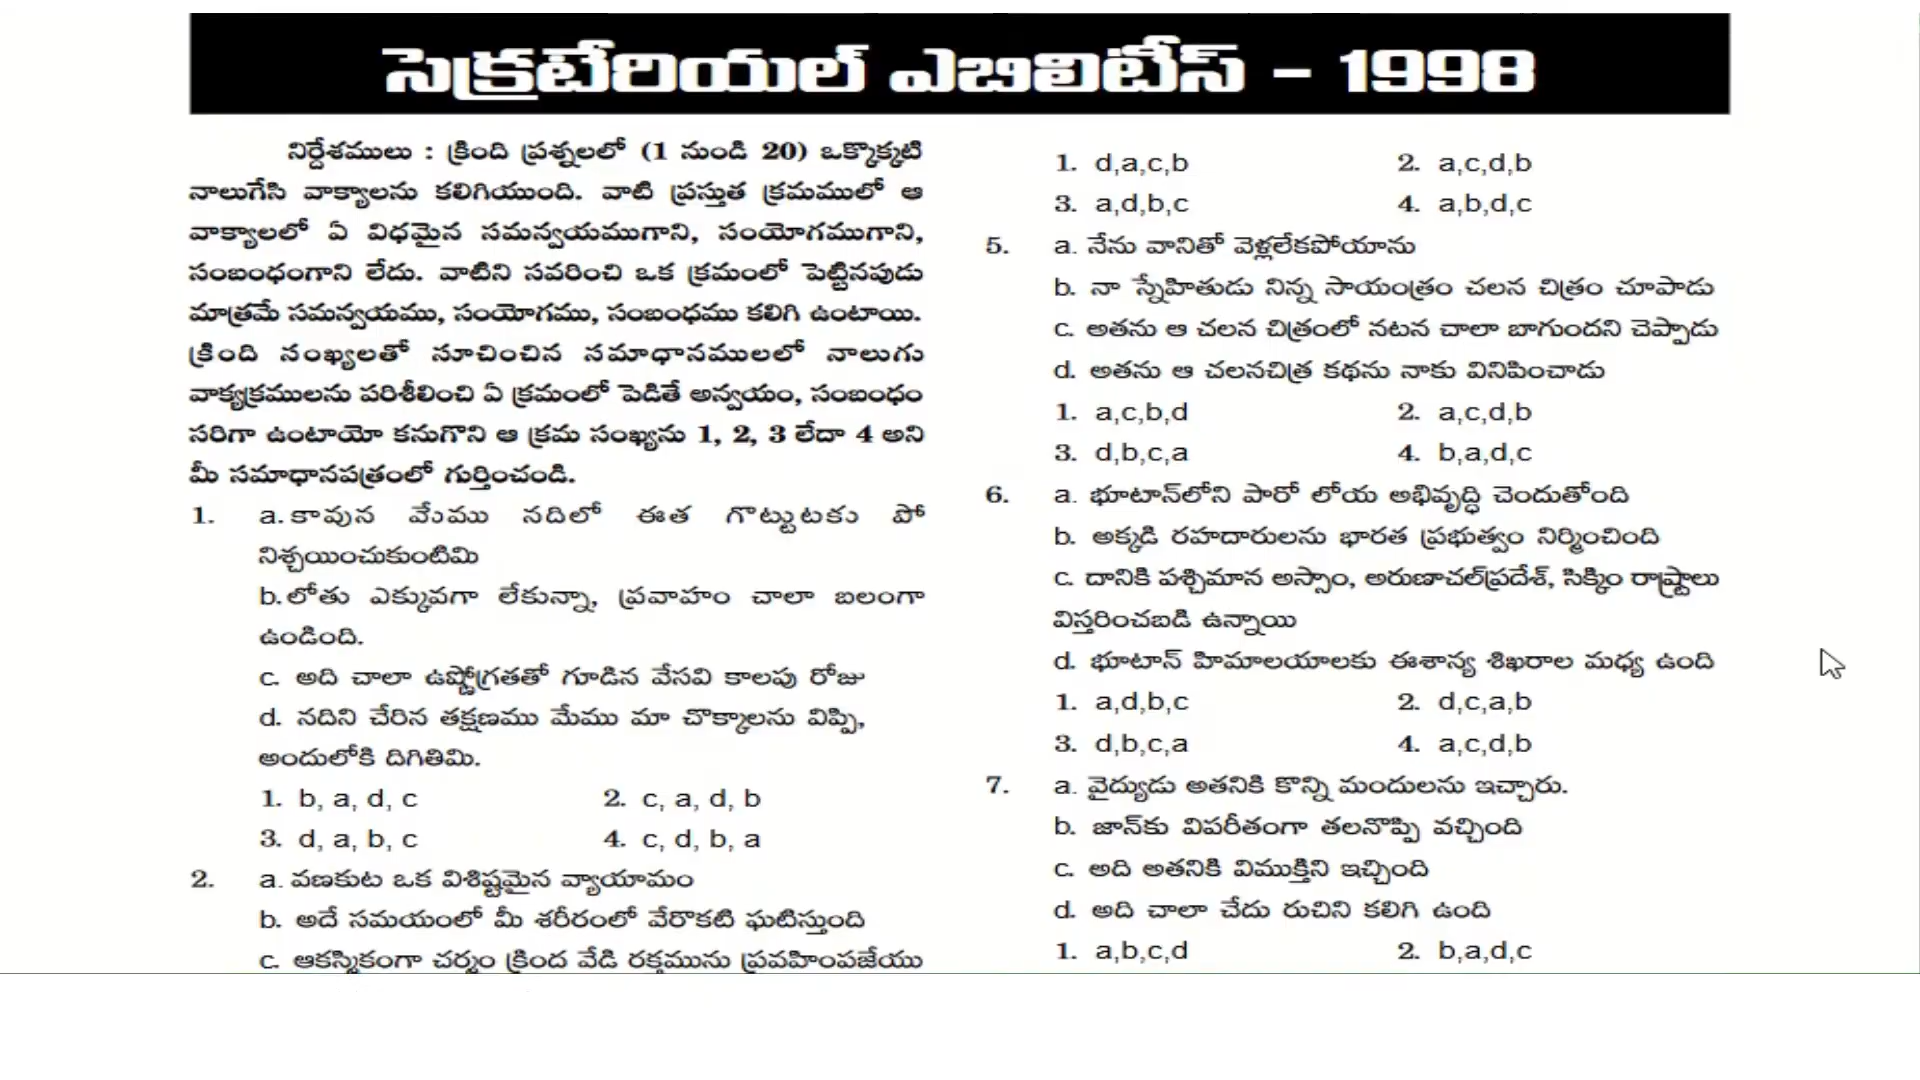 సెక్రటేరియల్ ఎబిలిటీస్ - 1998
నిర్దేశములు : క్రింది ప్రశ్నలలో (1 నుండి 20) ఒక్కొక్కటి
నాలుగేసి వాక్యాలను కలిగియుంది. వాటి ప్రస్తుత క్రమములో ఆ
వాక్యాలలో ఏ విధమైన సమన్వయముగాని, సంయోగముగాని,
సంబంధంగాని లేదు. వాటిని సవరించి ఒక క్రమంలో పెట్టినపుడు
మాత్రమే సమన్వయము, సంయోగము, సంబంధము కలిగి ఉంటాయి.
క్రింది సంఖ్యలతో సూచించిన సమాధానములలో నాలుగు
వాక్యక్రములను పరిశీలించి ఏ క్రమంలో పెడితే అన్వయం, సంబంధం
సరిగా ఉంటాయో కనుగొని ఆ క్రమ సంఖ్యను 1, 2, 3 లేదా 4 అని
మీ సమాధానపత్రంలో గుర్తించండి.
1. a. కావున మేము నదిలో ఈత గొట్టుటకు పో
నిశ్చయించుకుంటిమి
b. లోతు ఎక్కువగా లేకున్నా, ప్రవాహం చాలా బలంగా
ఉండింది.
c. అది చాలా ఉష్ణోగ్రతతో గూడిన వేసవి కాలపు రోజు
d. నదిని చేరిన తక్షణము మేము మా చొక్కాలను విప్పి,
అందులోకి దిగితిమి.
1. b, a, d, c 2. c, a, d, b
3. d, a, b, c 4. c, d, b, a
2. a. వణకుట ఒక విశిష్టమైన వ్యాయామం
b. అదే సమయంలో మీ శరీరంలో వేరొకటి ఘటిస్తుంది
c. ఆకస్మికంగా చర్మం క్రింద వేడి రక్తమును ప్రవహింపజేయు
1. d,a,c,b 2. a,c,d,b
3. a,d,b,c 4. a,b,d,c
5. a. నేను వానితో వెళ్లలేకపోయాను
b. నా స్నేహితుడు నిన్న సాయంత్రం చలన చిత్రం చూపాడు
c. అతను ఆ చలన చిత్రంలో నటన చాలా బాగుందని చెప్పాడు
d. అతను ఆ చలనచిత్ర కథను నాకు వినిపించాడు
1. a,c,b,d 2. a,c,d,b
3. d,b,c,a 4. b,a,d,c
6. a. భూటాన్‌లోని పారో లోయ అభివృద్ధి చెందుతోంది
b. అక్కడి రహదారులను భారత ప్రభుత్వం నిర్మించింది
c. దానికి పశ్చిమాన అస్సాం, అరుణాచల్‌ప్రదేశ్, సిక్కిం రాష్ట్రాలు
విస్తరించబడి ఉన్నాయి
d. భూటాన్ హిమాలయాలకు ఈశాన్య శిఖరాల మధ్య ఉంది
1. a,d,b,c 2. d,c,a,b
3. d,b,c,a 4. a,c,d,b
7. a. వైద్యుడు అతనికి కొన్ని మందులను ఇచ్చారు.
b. జాన్‌కు విపరీతంగా తలనొప్పి వచ్చింది
c. అది అతనికి విముక్తిని ఇచ్చింది
d. అది చాలా చేదు రుచిని కలిగి ఉంది
1. a,b,c,d 2. b,a,d,c